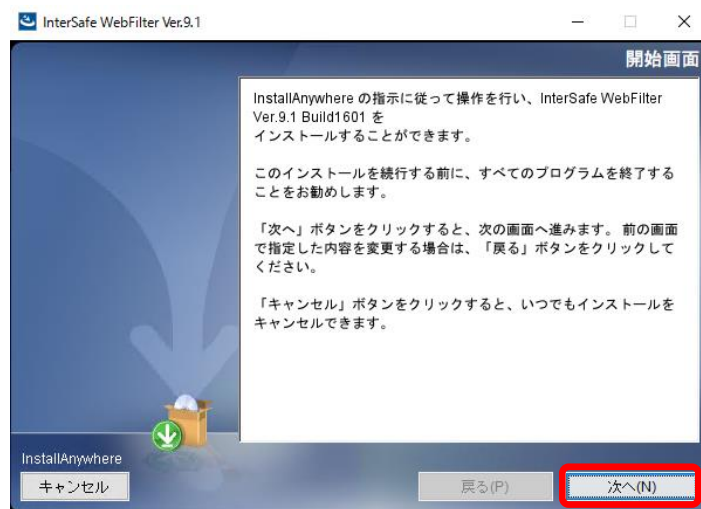 InterSafe WebFilter Ver.9.1
開始画面
InstallAnywhere の指示に従って操作を行い、InterSafe WebFilter
Ver.9.1 Build1601 を
インストールすることができます。
このインストールを続行する前に、すべてのプログラムを終了する
ことをお勧めします。
「次へ」ボタンをクリックすると、次の画面へ進みます。 前の画面
で指定した内容を変更する場合は、「戻る」ボタンをクリックして
ください。
「キャンセル」ボタンをクリックすると、いつでもインストールを
キャンセルできます。
InstallAnywhere
キャンセル
戻る(P)
次へ(N)